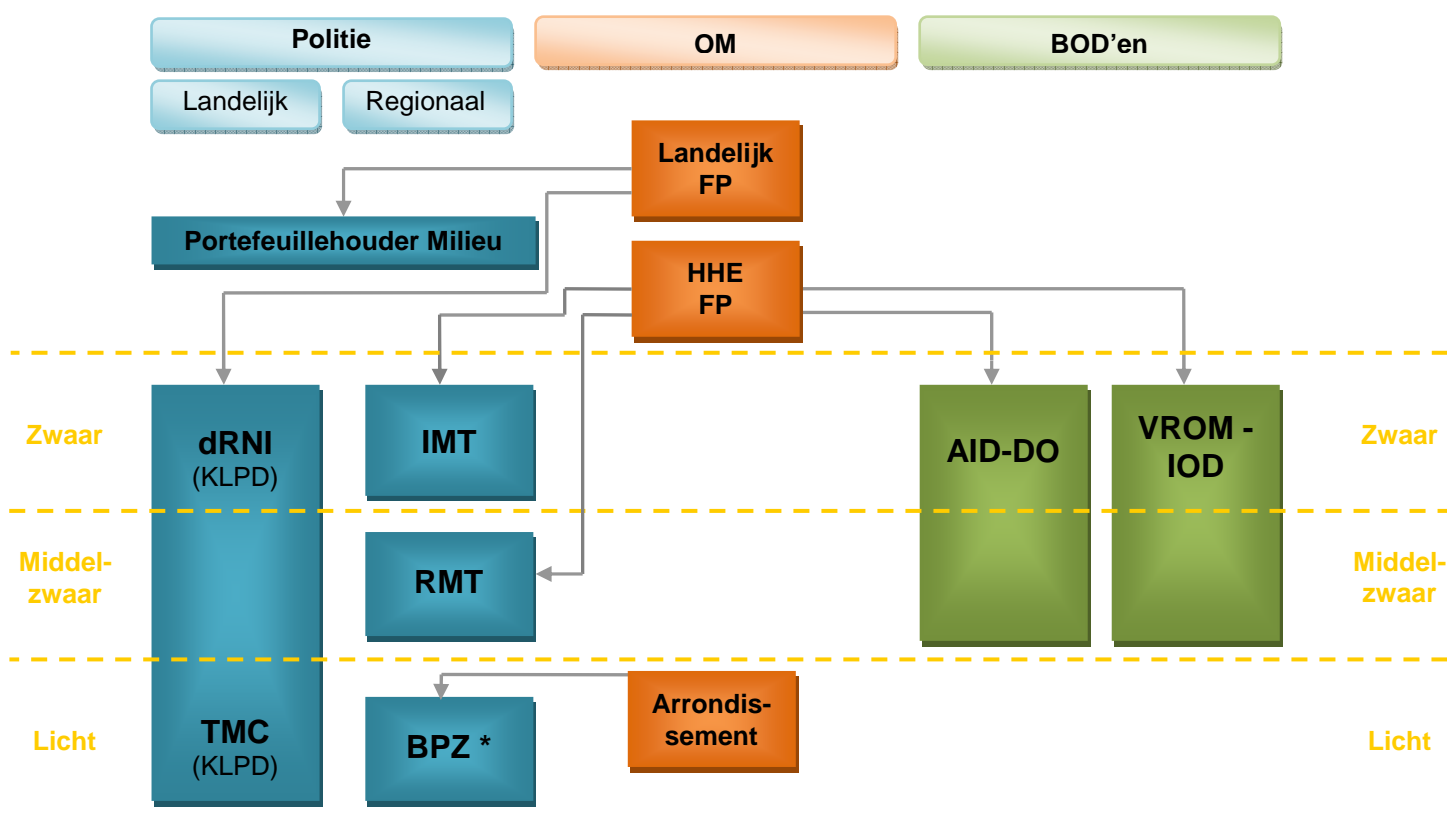 Politie
OM
BOD'en
Landelijk
Regionaal
Landelijk
FP
Portefeuillehouder Milieu
HHE
FP
Zwaar
dRNI
(KLPD)
IMT
AID-DO
VROM -
IOD
Zwaar
Middel-
zwaar
RMT
Middel-
zwaar
Licht
TMC
(KLPD)
BPZ *
Arrondis-
sement
Licht